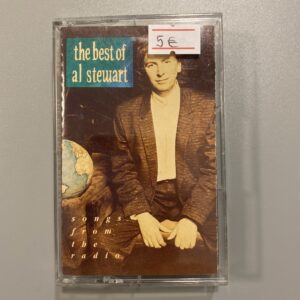 the best of
al stewart
5€
songs
from
the
radio